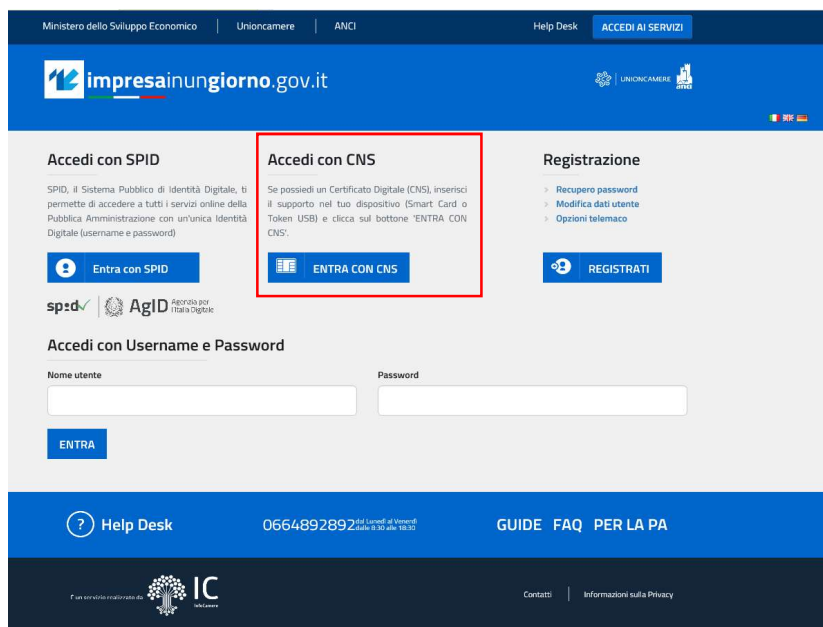 Ministero dello Sviluppo Economico
Unioncamere
ANCI
Help Desk
ACCEDI AI SERVIZI
impresainungiorno.gov.it
UNIONCAMERE
anci
Accedi con SPID
SPID, il Sistema Pubblico di Identità Digitale, ti
permette di accedere a tutti i servizi online della
Pubblica Amministrazione con un'unica Identità
Digitale (username e password)
Entra con SPID
spid
AgID Agenzia per
l'Italia Digitale
Accedi con CNS
Se possiedi un Certificato Digitale (CNS), inserisci
il supporto nel tuo dispositivo (Smart Card o
Token USB) e clicca sul bottone 'ENTRA CON
CNS'.
ENTRA CON CNS
Registrazione
Recupero password
Modifica dati utente
Opzioni telemaco
REGISTRATI
Accedi con Username e Password
Nome utente
Password
ENTRA
? Help Desk
0664892892 dal Lunedì al Venerdì
dalle 8:30 alle 18:30
GUIDE FAQ PER LA PA
È un servizio realizzato da
IC
InfoCamere
Contatti
Informazioni sulla Privacy